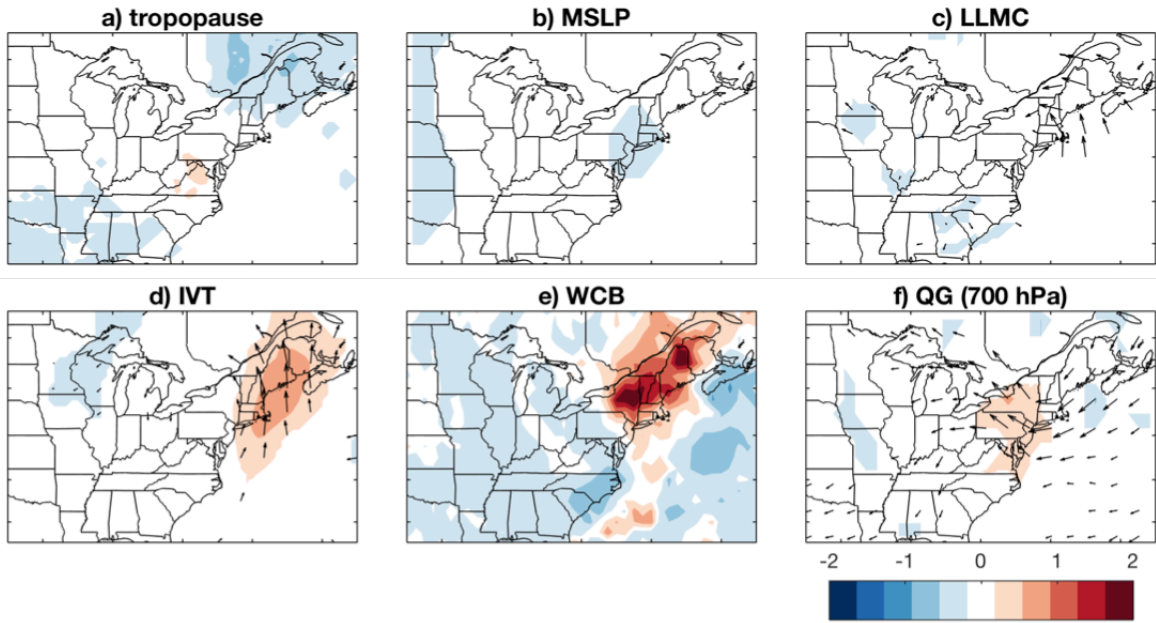 a) tropopause
b) MSLP
c) LLMC
d) IVT
e) WCB
f) QG (700 hPa)
-2 -1 0 1 2